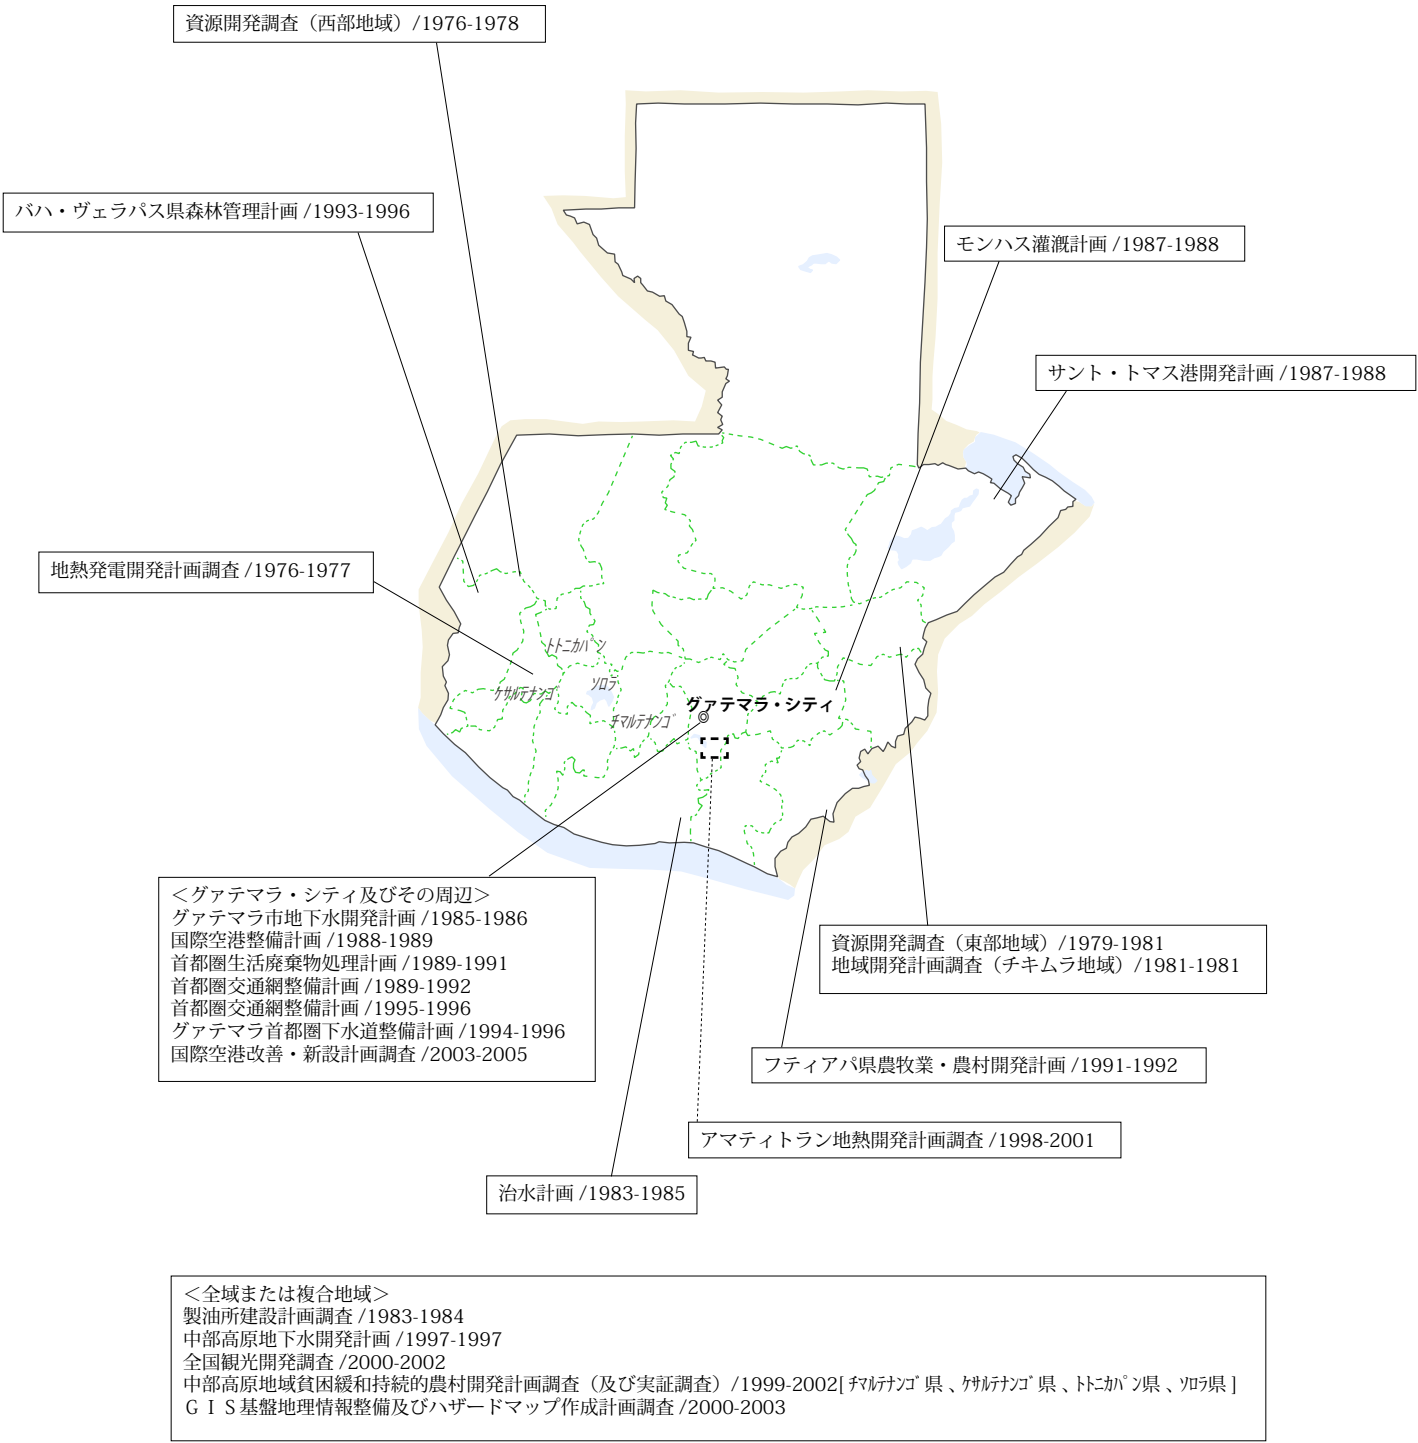 資源開発調査（西部地域）/1976-1978
バハ・ヴェラパス県森林管理計画 /1993-1996
モンハス灌漑計画 /1987-1988
サント・トマス港開発計画 /1987-1988
地熱発電開発計画調査 /1976-1977
ﾄﾄﾆｶﾊﾟﾝ
ｿﾛﾗ
ｹｻﾙﾃﾅﾝｺﾞ
グァテマラ・シティ
ﾁﾏﾙﾃﾅﾝｺﾞ
＜グァテマラ・シティ及びその周辺＞
グァテマラ市地下水開発計画 /1985-1986
国際空港整備計画 /1988-1989
首都圏生活廃棄物処理計画 /1989-1991
首都圏交通網整備計画 /1989-1992
首都圏交通網整備計画 /1995-1996
グァテマラ首都圏下水道整備計画 /1994-1996
国際空港改善・新設計画調査 /2003-2005
資源開発調査（東部地域）/1979-1981
地域開発計画調査（チキムラ地域）/1981-1981
フティアパ県農牧業・農村開発計画 /1991-1992
アマティトラン地熱開発計画調査 /1998-2001
治水計画 /1983-1985
＜全域または複合地域＞
製油所建設計画調査 /1983-1984
中部高原地下水開発計画 /1997-1997
全国観光開発調査 /2000-2002
中部高原地域貧困緩和持続的農村開発計画調査（及び実証調査）/1999-2002[ ﾁﾏﾙﾃﾅﾝｺﾞ県 、ｹｻﾙﾃﾅﾝｺﾞ県 、ﾄﾄﾆｶﾊﾟﾝ県 、ｿﾛﾗ県 ]
ＧＩＳ基盤地理情報整備及びハザードマップ作成計画調査 /2000-2003